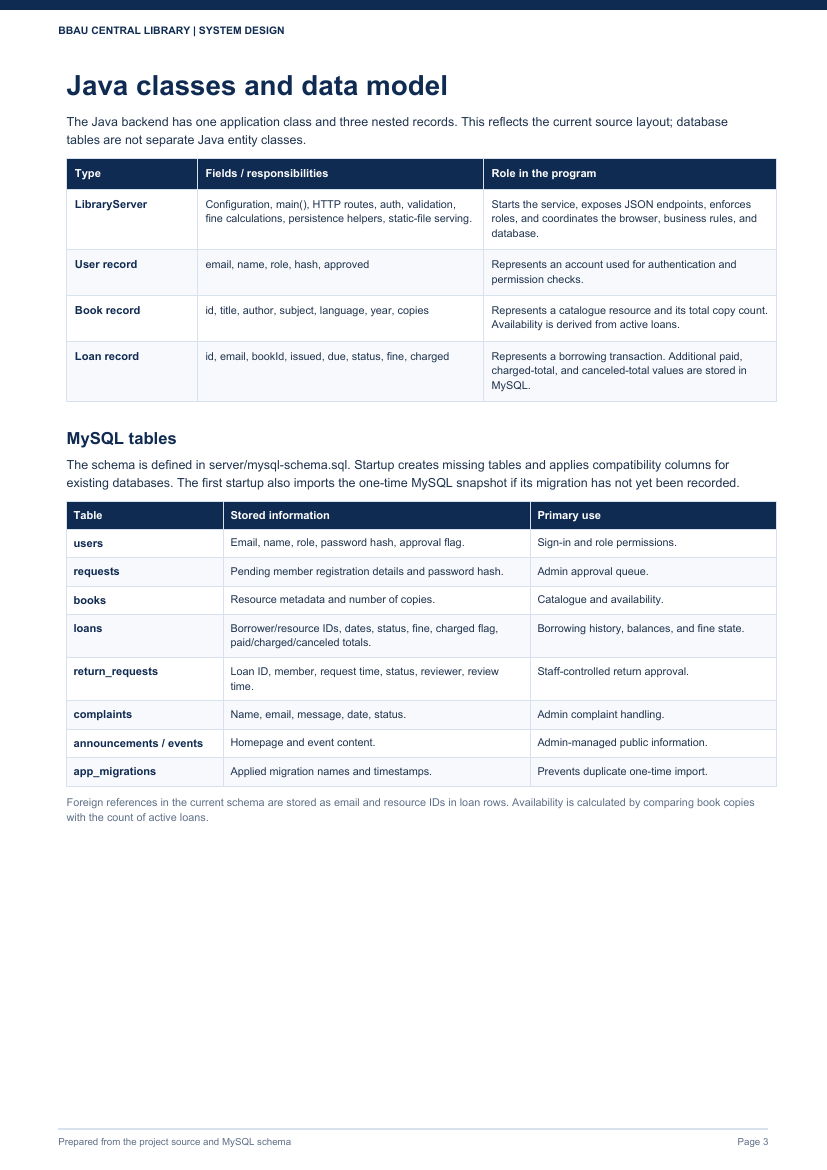 BBAU CENTRAL LIBRARY | SYSTEM DESIGN
Java classes and data model
The Java backend has one application class and three nested records. This reflects the current source layout; database
tables are not separate Java entity classes.
Type
Fields / responsibilities
Role in the program
LibraryServer
Configuration, main(), HTTP routes, auth, validation,
fine calculations, persistence helpers, static-file serving.
Starts the service, exposes JSON endpoints, enforces
roles, and coordinates the browser, business rules, and
database.
User record
email, name, role, hash, approved
Represents an account used for authentication and
permission checks.
Book record
id, title, author, subject, language, year, copies
Represents a catalogue resource and its total copy count.
Availability is derived from active loans.
Loan record
id, email, bookId, issued, due, status, fine, charged
Represents a borrowing transaction. Additional paid,
charged-total, and canceled-total values are stored in
MySQL.
MySQL tables
The schema is defined in server/mysql-schema.sql. Startup creates missing tables and applies compatibility columns for
existing databases. The first startup also imports the one-time MySQL snapshot if its migration has not yet been recorded.
Table
Stored information
Primary use
users
Email, name, role, password hash, approval flag.
Sign-in and role permissions.
requests
Pending member registration details and password hash.
Admin approval queue.
books
Resource metadata and number of copies.
Catalogue and availability.
loans
Borrower/resource IDs, dates, status, fine, charged flag,
paid/charged/canceled totals.
Borrowing history, balances, and fine state.
return_requests
Loan ID, member, request time, status, reviewer, review
time.
Staff-controlled return approval.
complaints
Name, email, message, date, status.
Admin complaint handling.
announcements / events
Homepage and event content.
Admin-managed public information.
app_migrations
Applied migration names and timestamps.
Prevents duplicate one-time import.
Foreign references in the current schema are stored as email and resource IDs in loan rows. Availability is calculated by comparing book copies
with the count of active loans.
Prepared from the project source and MySQL schema
Page 3